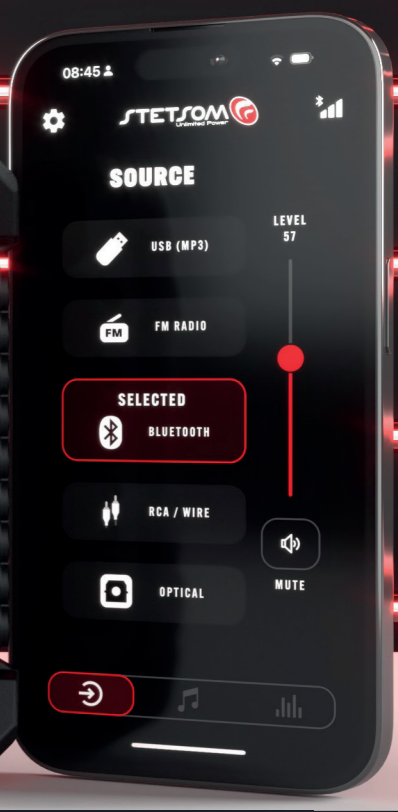 08:45
STETSOM
Unlimited Power
SOURCE
LEVEL
57
USB (MP3)
FM
FM RADIO
SELECTED
BLUETOOTH
RCA / WIRE
OPTICAL
MUTE